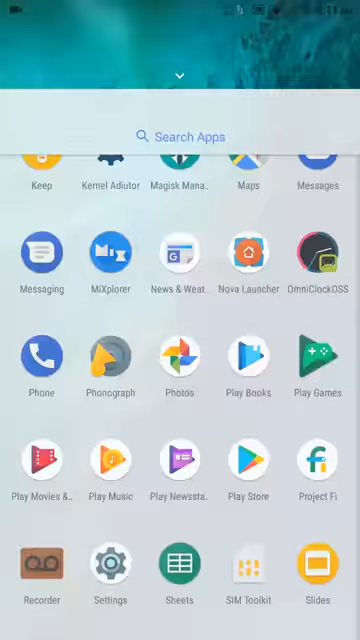 Search Apps
Keep
Kernel Adiutor
Magisk Mana..
Maps
Messages
Messaging
MiXplorer
News & Weat..
Nova Launcher
OmniClockOSS
Phone
Phonograph
Photos
Play Books
Play Games
Play Movies &..
Play Music
Play Newssta..
Play Store
Project Fi
Recorder
Settings
Sheets
SIM Toolkit
Slides